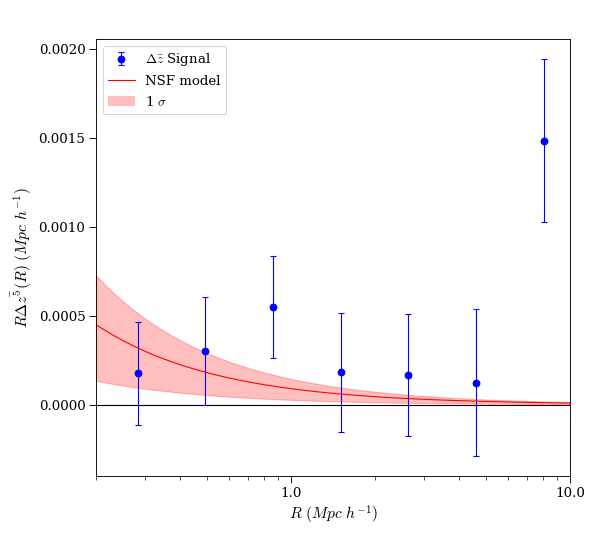 Δz̄ Signal
NSF model
1 σ
0.0020
0.0015
0.0010
0.0005
0.0000
RΔz̄⁵(R) (Mpc h⁻¹)
1.0
10.0
R (Mpc h⁻¹)